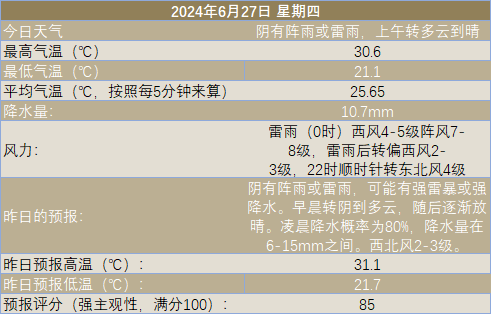 2024年6月27日 星期四
今日天气 阴有阵雨或雷雨，上午转多云到晴
最高气温（℃） 30.6
最低气温（℃） 21.1
平均气温（℃，按照每5分钟来算） 25.65
降水量： 10.7mm
风力：
雷雨（0时）西风4-5级阵风7-
8级，雷雨后转偏西风2-
3级，22时顺时针转东北风4级
昨日的预报：
阴有阵雨或雷雨，可能有强雷暴或强
降水。早晨转阴到多云，随后逐渐放
晴。凌晨降水概率为80%，降水量在
6-15mm之间。西北风2-3级。
昨日预报高温（℃）： 31.1
昨日预报低温（℃）： 21.7
预报评分（强主观性，满分100）： 85